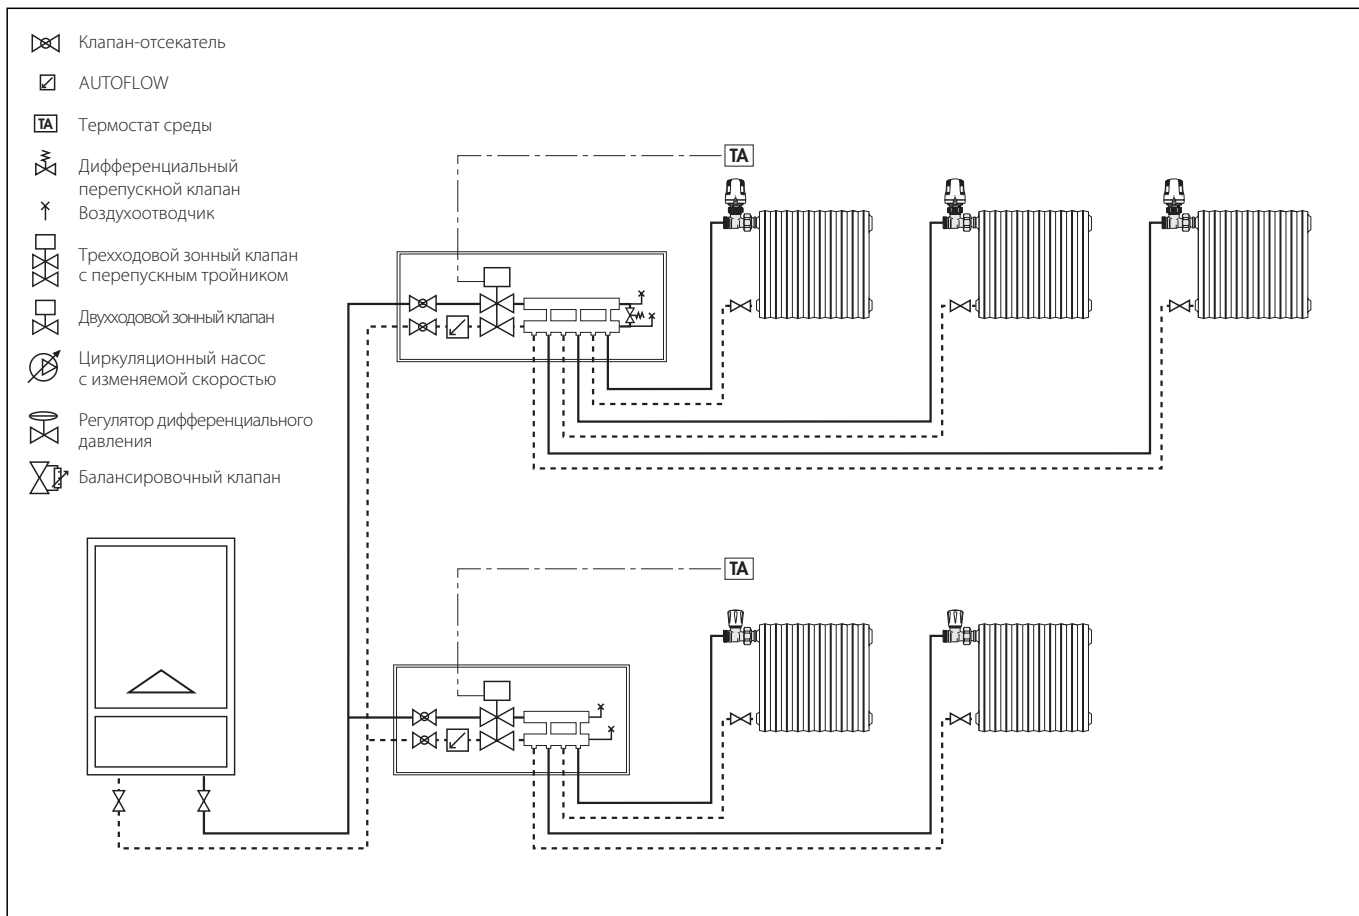 Клапан-отсекатель
AUTOFLOW
TA
Термостат среды
Дифференциальный
перепускной клапан
Воздухоотводчик
Трехходовой зонный клапан
с перепускным тройником
Двухходовой зонный клапан
Циркуляционный насос
с изменяемой скоростью
Регулятор дифференциального
давления
Балансировочный клапан
TA
TA